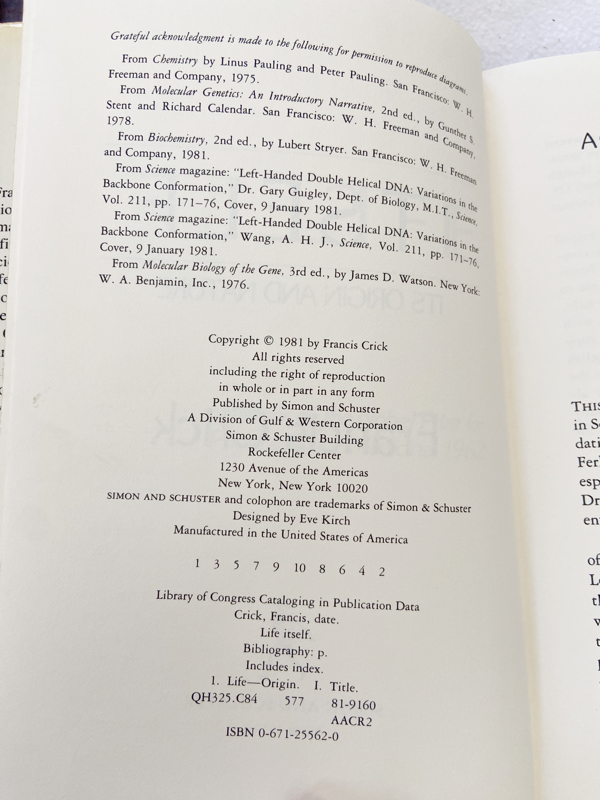 Grateful acknowledgment is made to the following for permission to reproduce diagrams.
From Chemistry by Linus Pauling and Peter Pauling. San Francisco: W. H.
Freeman and Company, 1975.
From Molecular Genetics: An Introductory Narrative, 2nd ed., by Gunther S.
Stent and Richard Calendar. San Francisco: W. H. Freeman and Company,
1978.
From Biochemistry, 2nd ed., by Lubert Stryer. San Francisco: W. H. Freeman
and Company, 1981.
From Science magazine: "Left-Handed Double Helical DNA: Variations in the
Backbone Conformation," Dr. Gary Guigley, Dept. of Biology, M.I.T., Science,
Vol. 211, pp. 171–76, Cover, 9 January 1981.
From Science magazine: "Left-Handed Double Helical DNA: Variations in the
Backbone Conformation," Wang, A. H. J., Science, Vol. 211, pp. 171–76,
Cover, 9 January 1981.
From Molecular Biology of the Gene, 3rd ed., by James D. Watson. New York:
W. A. Benjamin, Inc., 1976.
Copyright © 1981 by Francis Crick
All rights reserved
including the right of reproduction
in whole or in part in any form
Published by Simon and Schuster
A Division of Gulf & Western Corporation
Simon & Schuster Building
Rockefeller Center
1230 Avenue of the Americas
New York, New York 10020
SIMON AND SCHUSTER and colophon are trademarks of Simon & Schuster
Designed by Eve Kirch
Manufactured in the United States of America
1 3 5 7 9 10 8 6 4 2
Library of Congress Cataloging in Publication Data
Crick, Francis, date.
Life itself.
Bibliography: p.
Includes index.
1. Life—Origin. I. Title.
QH325.C84 577 81-9160
AACR2
ISBN 0-671-25562-0
A
THIS
in S
dati
Fer
esp
Dr
en
of
L
th
w
t